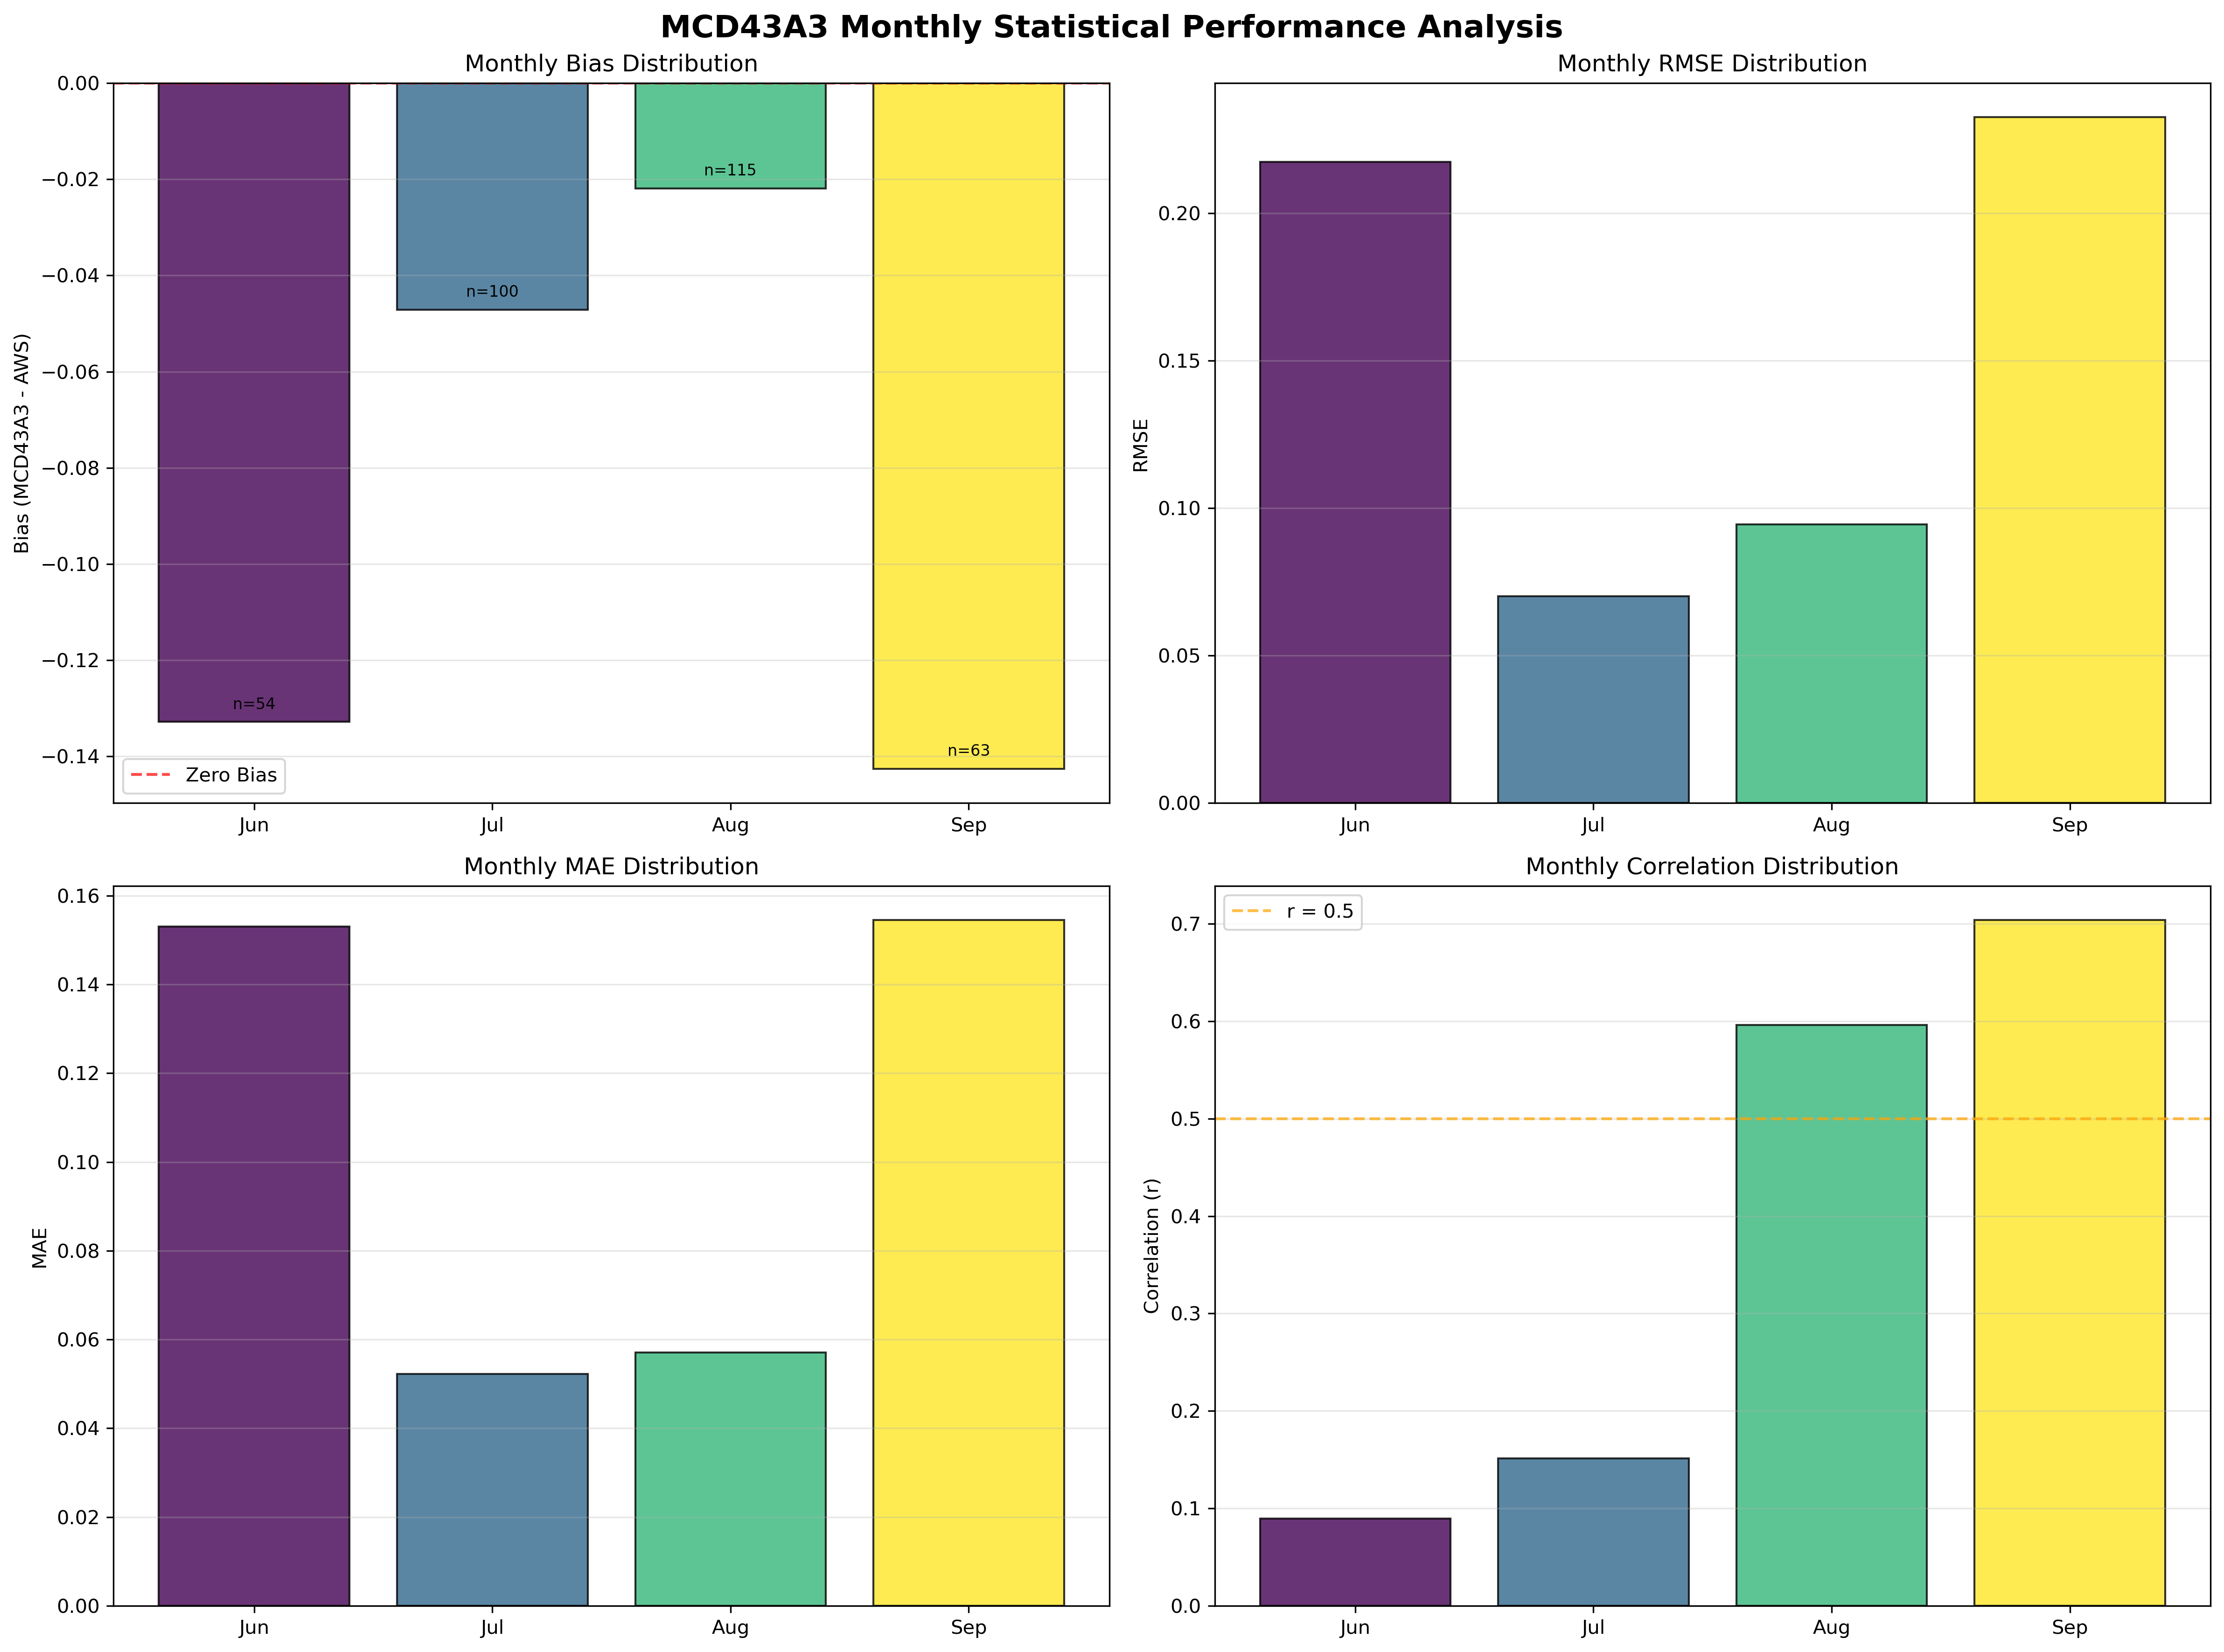 MCD43A3 Monthly Statistical Performance Analysis
Monthly Bias Distribution
0.00
−0.02
−0.04
−0.06
−0.08
−0.10
−0.12
−0.14
Bias (MCD43A3 - AWS)
n=54
n=100
n=115
n=63
Zero Bias
Jun
Jul
Aug
Sep
Monthly RMSE Distribution
0.20
0.15
0.10
0.05
0.00
RMSE
Jun
Jul
Aug
Sep
Monthly MAE Distribution
0.16
0.14
0.12
0.10
0.08
0.06
0.04
0.02
0.00
MAE
Jun
Jul
Aug
Sep
Monthly Correlation Distribution
r = 0.5
0.7
0.6
0.5
0.4
0.3
0.2
0.1
0.0
Correlation (r)
Jun
Jul
Aug
Sep